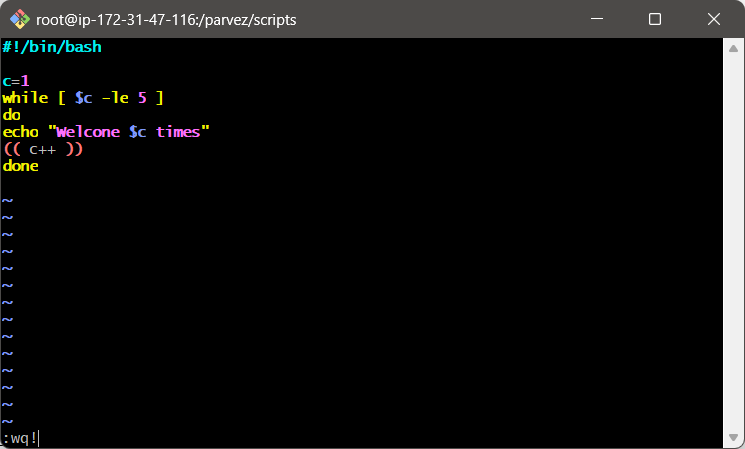 root@ip-172-31-47-116:/parvez/scripts
#!/bin/bash
c=1
while [ $c -le 5 ]
do
echo "Welcone $c times"
(( c++ ))
done
~
~
~
~
~
~
~
~
~
~
~
~
~
~
:wq!